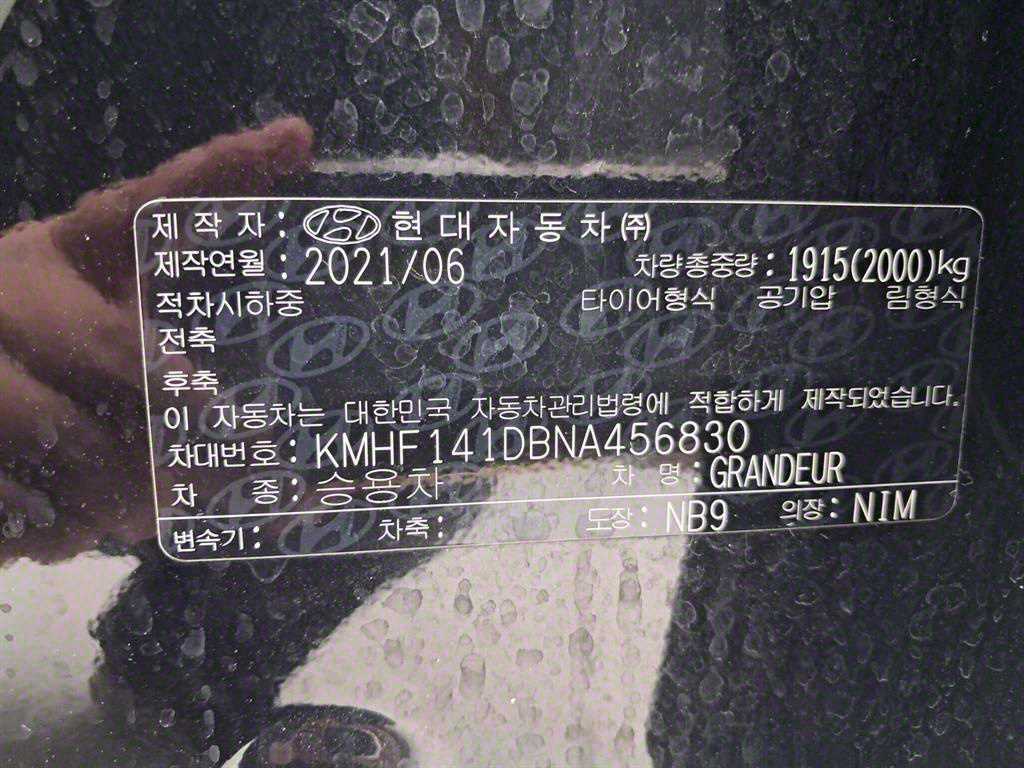 제 작 자 : 현 대 자 동 차 ㈜
제작연월 : 2021/06 차량총중량 : 1915(2000)kg
적차시하중 타이어형식 공기압 림형식
전축
후축
이 자동차는 대한민국 자동차관리법령에 적합하게 제작되었습니다.
차대번호 : KMHF141DBNA456830
차 종 : 승용차 차 명 : GRANDEUR
변속기 : 차축 : 도장 : NB9 의장 : NIM